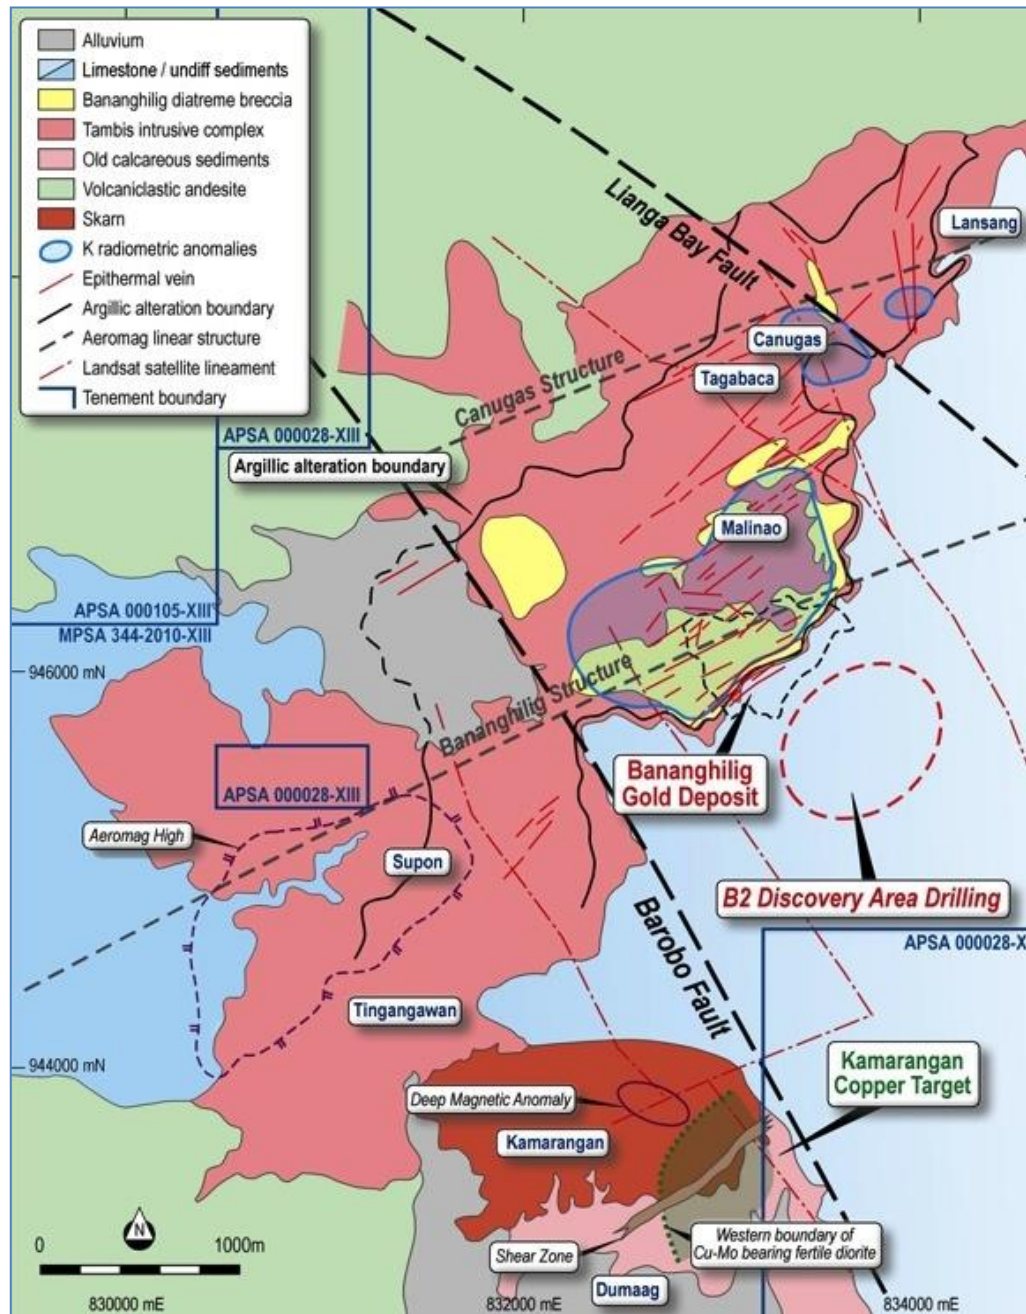 Alluvium
Limestone / undiff sediments
Bananghilig diatreme breccia
Tambis intrusive complex
Old calcareous sediments
Volcaniclastic andesite
Skarn
K radiometric anomalies
Epithermal vein
Argillic alteration boundary
Aeromag linear structure
Landsat satellite lineament
Tenement boundary
Lianga Bay Fault
Lansang
Canugas
Tagabaca
Canugas Structure
APSA 000028-XIII
Argillic alteration boundary
Malinao
APSA 000105-XIII
MPSA 344-2010-XIII
946000 mN
Bananghilig Structure
Bananghilig
Gold Deposit
APSA 000028-XIII
Aeromag High
Supon
B2 Discovery Area Drilling
APSA 000028-X
Barobo Fault
Tingangawan
944000 mN
Kamarangan
Copper Target
Deep Magnetic Anomaly
Kamarangan
N
0 1000m
Shear Zone
Western boundary of
Cu-Mo bearing fertile diorite
Dumaag
830000 mE
832000 mE
834000 mE